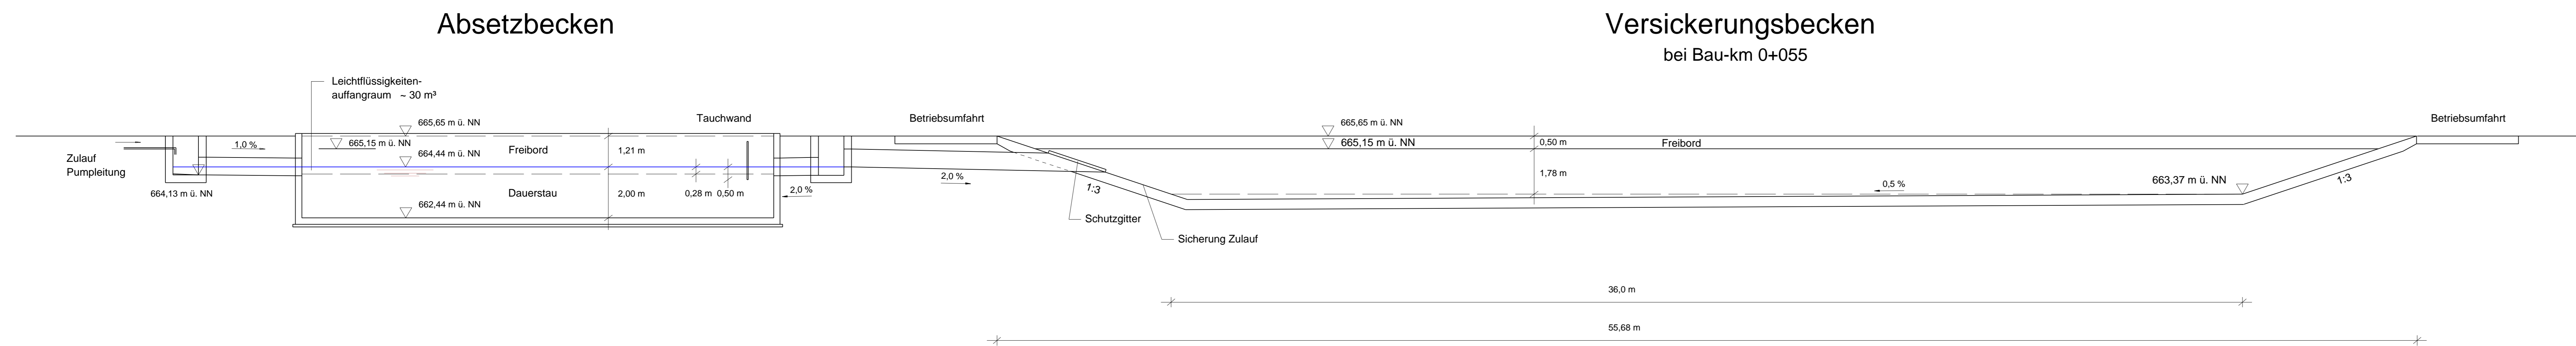 Absetzbecken
Versickerungsbecken
bei Bau-km 0+055
Leichtflüssigkeiten-
auffangraum ~ 30 m³
Zulauf
Pumpleitung
1,0 %
664,13 m ü. NN
665,65 m ü. NN
665,15 m ü. NN
664,44 m ü. NN
662,44 m ü. NN
Freibord
Dauerstau
1,21 m
2,00 m
0,28 m
0,50 m
Tauchwand
2,0 %
Betriebsumfahrt
2,0 %
1:3
Schutzgitter
Sicherung Zulauf
665,65 m ü. NN
665,15 m ü. NN
0,50 m
1,78 m
Freibord
0,5 %
663,37 m ü. NN
1:3
Betriebsumfahrt
36,0 m
55,68 m